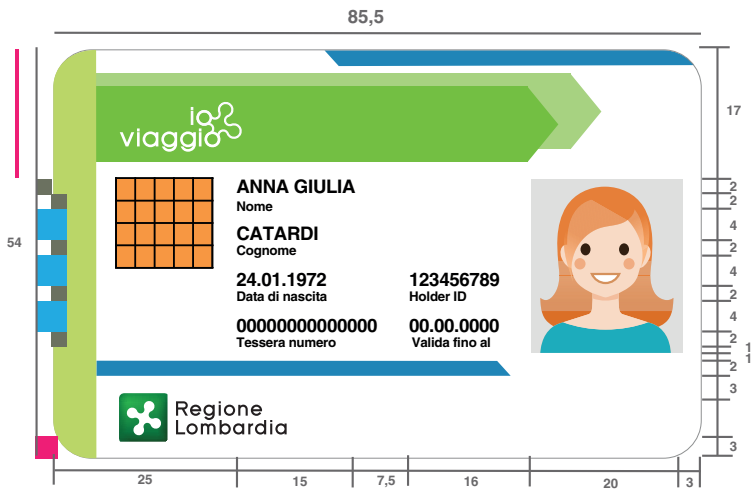 85,5
io
viaggio
17
ANNA GIULIA
Nome
2
2
CATARDI
Cognome
4
54
2
4
24.01.1972 123456789
Data di nascita Holder ID
2
4
00000000000000 00.00.0000
Tessera numero Valida fino al
2
1
1
2
3
Regione
Lombardia
3
25 15 7,5 16 20 3